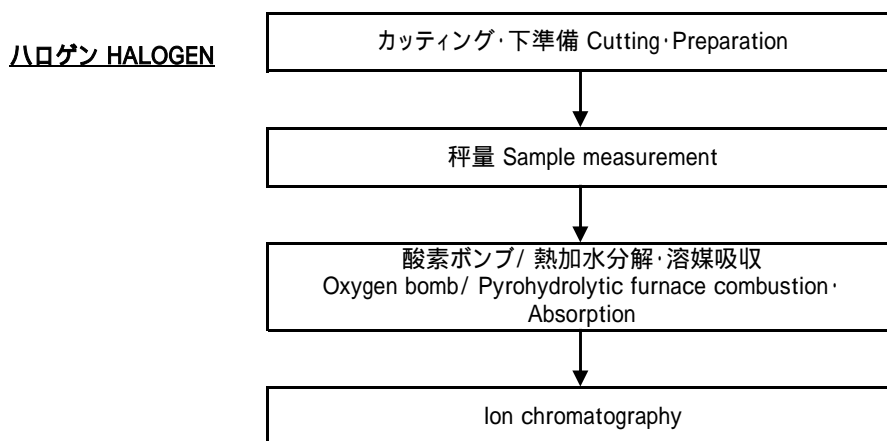 ハロゲン HALOGEN
カッティング･下準備 Cutting･Preparation
秤量 Sample measurement
酸素ボンブ/ 熱加水分解･溶媒吸収
Oxygen bomb/ Pyrohydrolytic furnace combustion･
Absorption
Ion chromatography